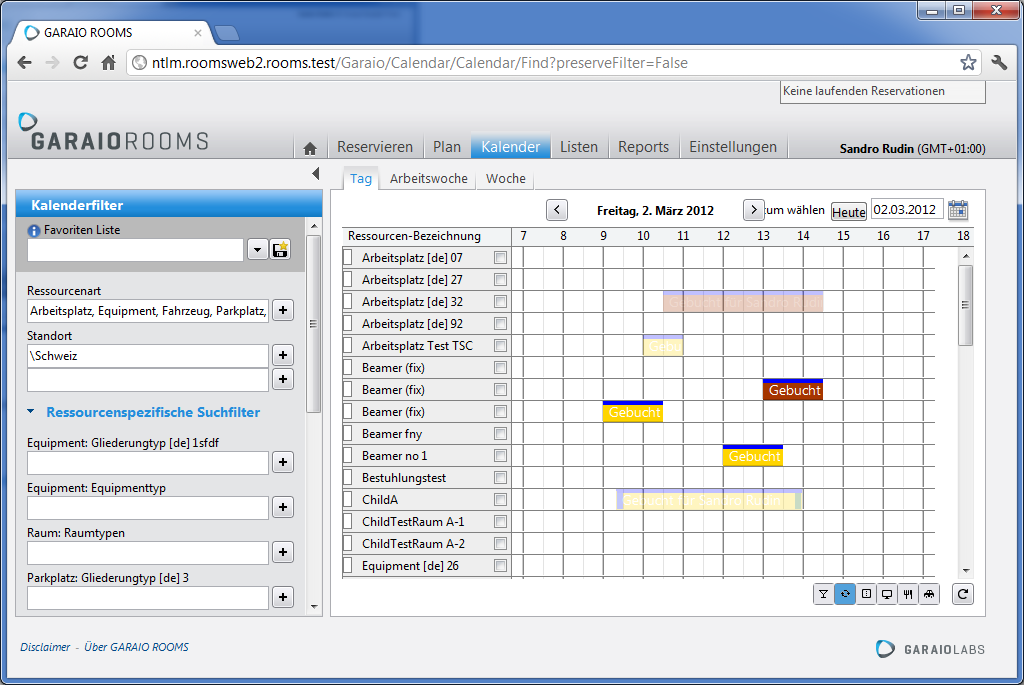 GARAIO ROOMS
ntlm.roomsweb2.rooms.test/Garaio/Calendar/Calendar/Find?preserveFilter=False
Keine laufenden Reservationen
GARAIOROOMS
Reservieren Plan Kalender Listen Reports Einstellungen
Sandro Rudin (GMT+01:00)
Kalenderfilter
Favoriten Liste
Ressourcenart
Arbeitsplatz, Equipment, Fahrzeug, Parkplatz,
Standort
\Schweiz
Ressourcenspezifische Suchfilter
Equipment: Gliederungtyp [de] 1sfdf
Equipment: Equipmenttyp
Raum: Raumtypen
Parkplatz: Gliederungtyp [de] 3
Tag Arbeitswoche Woche
Freitag, 2. März 2012
zum wählen Heute 02.03.2012
Ressourcen-Bezeichnung 7 8 9 10 11 12 13 14 15 16 17 18
Arbeitsplatz [de] 07
Arbeitsplatz [de] 27
Arbeitsplatz [de] 32
Arbeitsplatz [de] 92
Arbeitsplatz Test TSC
Beamer (fix)
Beamer (fix) Gebucht
Beamer (fix) Gebucht
Beamer fny
Beamer no 1 Gebucht
Bestuhlungstest
ChildA Gebucht für Sandro Rudin
ChildTestRaum A-1
ChildTestRaum A-2
Equipment [de] 26
Disclaimer - Über GARAIO ROOMS
GARAIOLABS